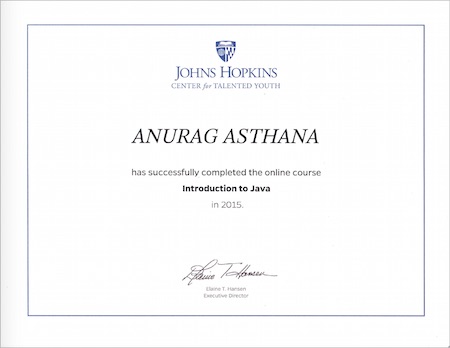 JOHNS HOPKINS
CENTER for TALENTED YOUTH
ANURAG ASTHANA
has successfully completed the online course
Introduction to Java
in 2015.
Elaine T. Hansen
Elaine T. Hansen
Executive Director